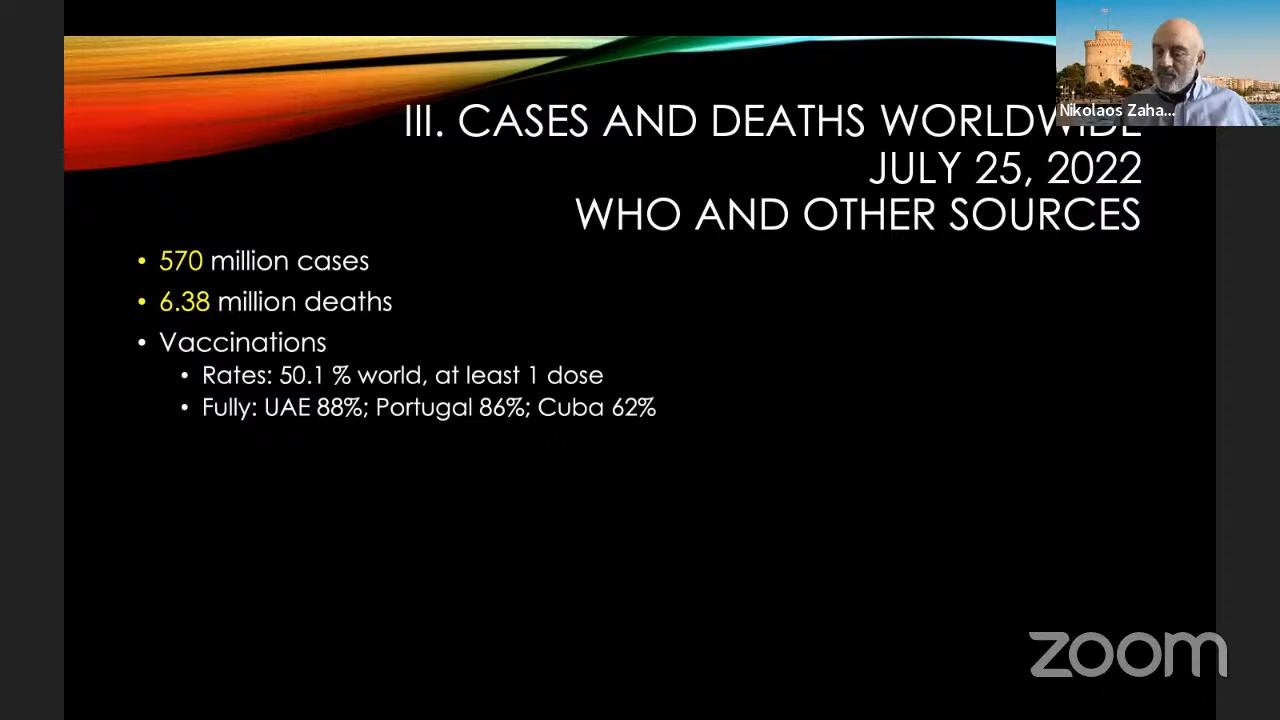 III. CASES AND DEATHS WORLDWIDE
JULY 25, 2022
WHO AND OTHER SOURCES
Nikolaos Zaha...
• 570 million cases
• 6.38 million deaths
• Vaccinations
• Rates: 50.1 % world, at least 1 dose
• Fully: UAE 88%; Portugal 86%; Cuba 62%
zoom